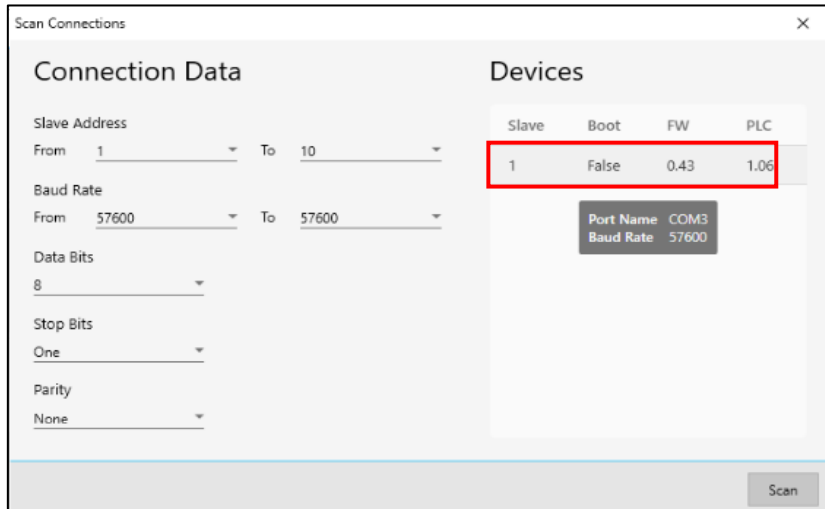 Scan Connections
Connection Data
Slave Address
From 1 To 10
Baud Rate
From 57600 To 57600
Data Bits
8
Stop Bits
One
Parity
None
Devices
Slave Boot FW PLC
1 False 0.43 1.06
Port Name COM3
Baud Rate 57600
Scan